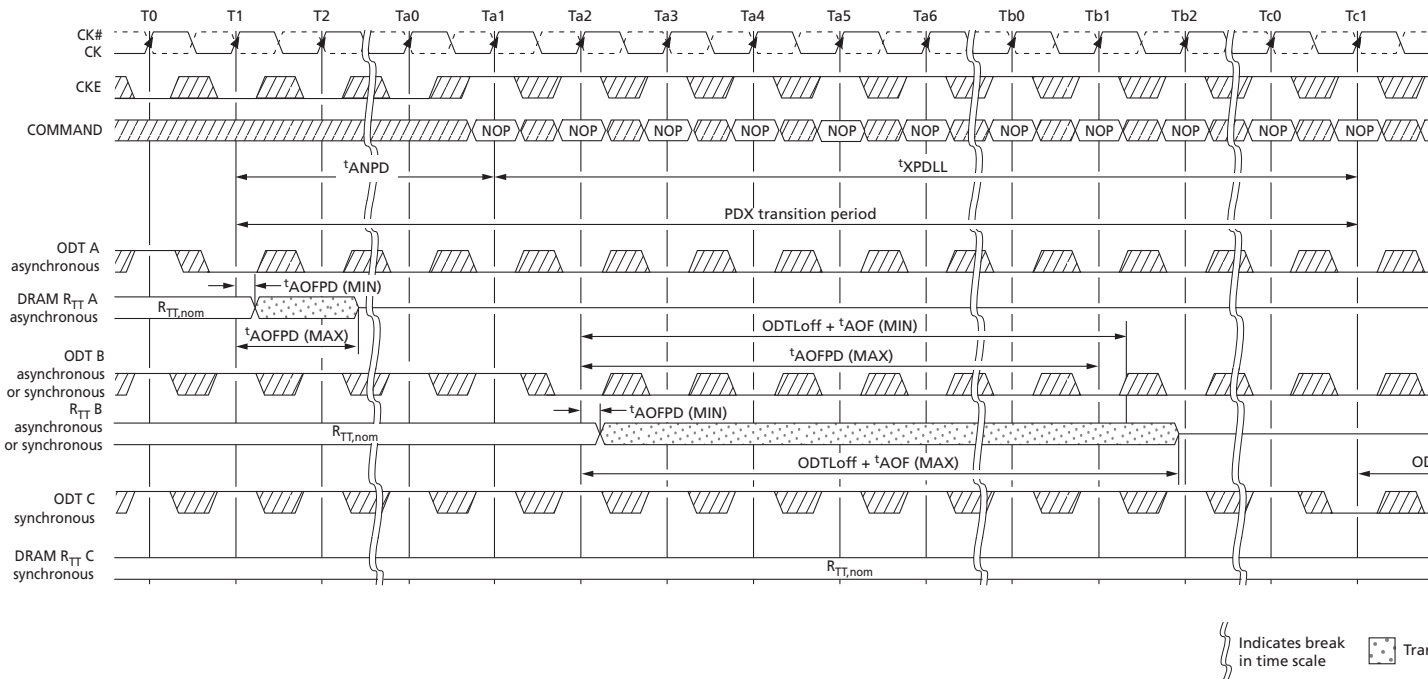 T0 T1 T2 Ta0 Ta1 Ta2 Ta3 Ta4 Ta5 Ta6 Tb0 Tb1 Tb2 Tc0 Tc1
CK#
CK
CKE
COMMAND
NOP NOP NOP NOP NOP NOP NOP NOP NOP NOP NOP
tANPD
tXPDLL
PDX transition period
ODT A
asynchronous
tAOFPD (MIN)
DRAM RTT A
asynchronous
RTT,nom
tAOFPD (MAX)
ODTLoff + tAOF (MIN)
ODT B
asynchronous
or synchronous
tAOFPD (MAX)
RTT B
asynchronous
or synchronous
tAOFPD (MIN)
RTT,nom
ODTLoff + tAOF (MAX)
ODT C
synchronous
DRAM RTT C
synchronous
RTT,nom
Indicates break
in time scale